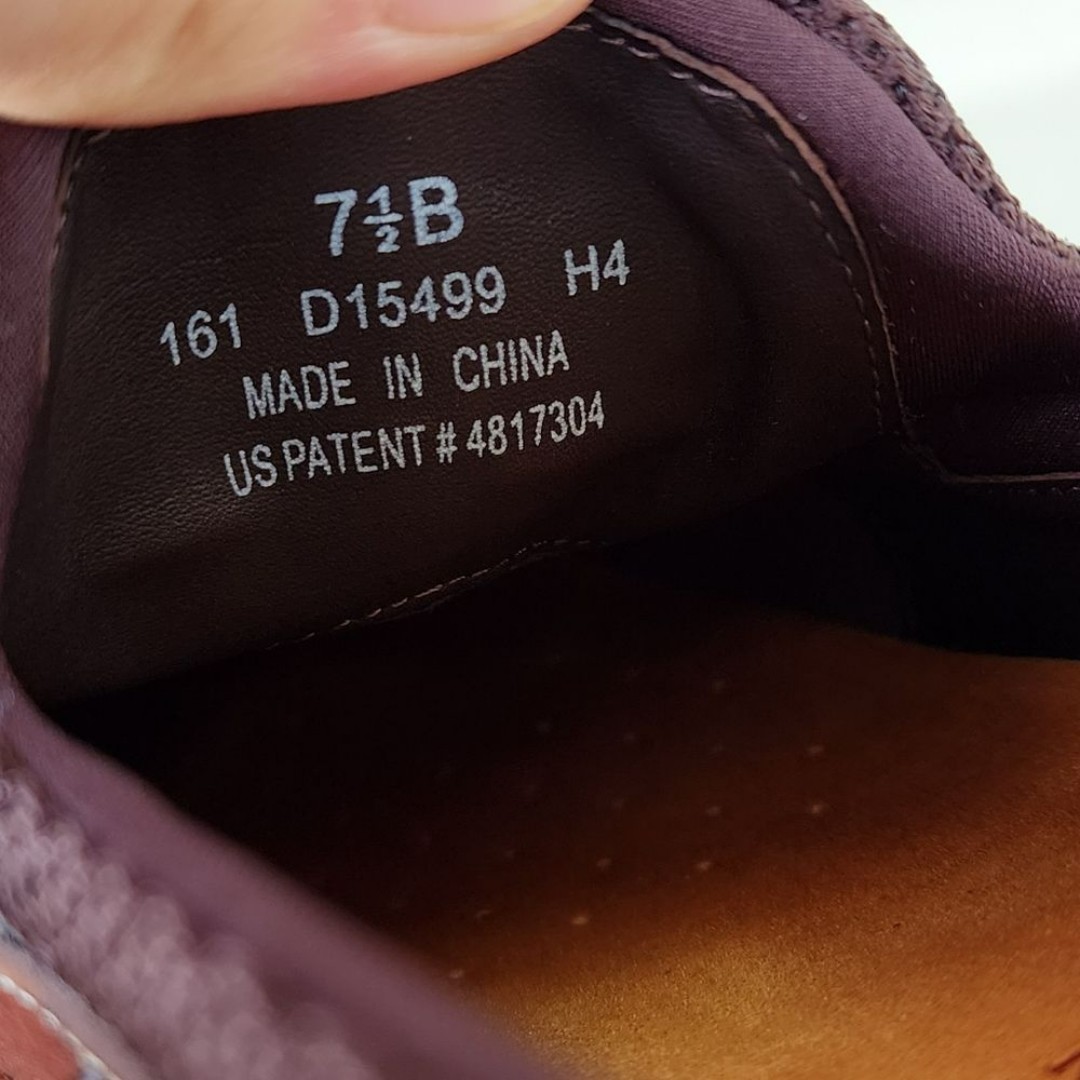 7½B
161 D15499 H4
MADE IN CHINA
US PATENT # 4817304